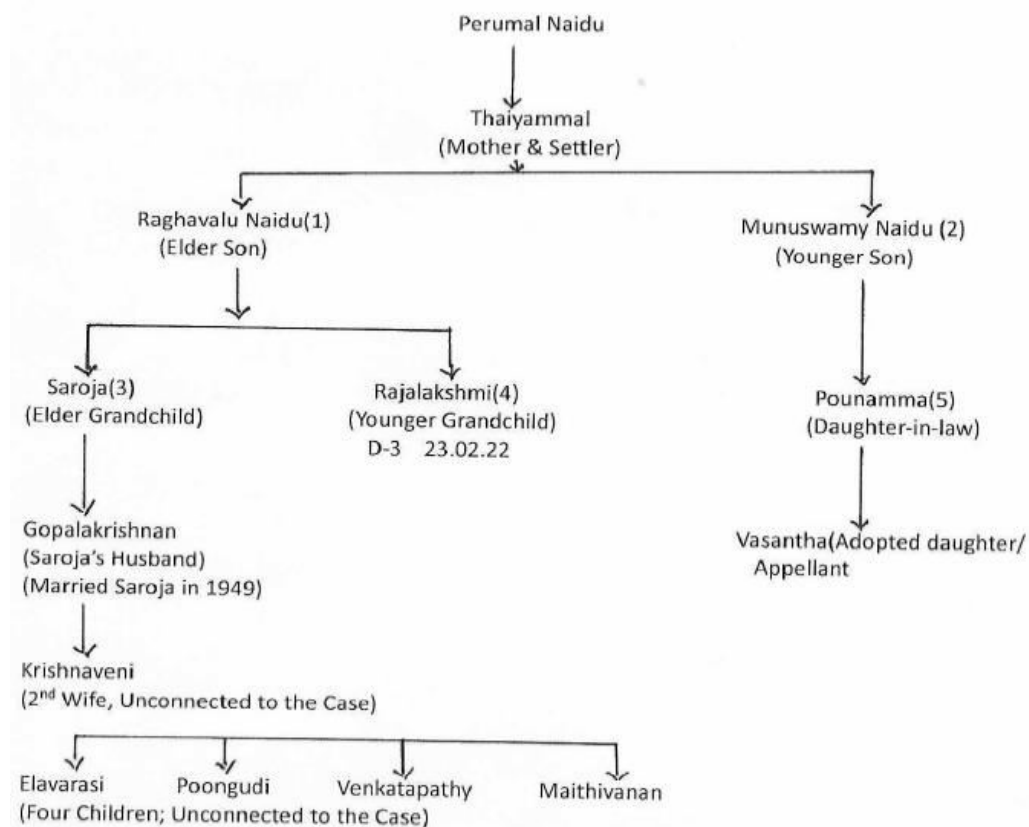 Perumal Naidu
Thaiyammal
(Mother & Settler)
Raghavalu Naidu(1)
(Elder Son)
Munuswamy Naidu (2)
(Younger Son)
Saroja(3)
(Elder Grandchild)
Rajalakshmi(4)
(Younger Grandchild)
D-3 23.02.22
Pounamma(5)
(Daughter-in-law)
Gopalakrishnan
(Saroja's Husband)
(Married Saroja in 1949)
Vasantha(Adopted daughter/
Appellant
Krishnaveni
(2nd Wife, Unconnected to the Case)
Elavarasi Poongudi Venkatapathy Maithivanan
(Four Children; Unconnected to the Case)